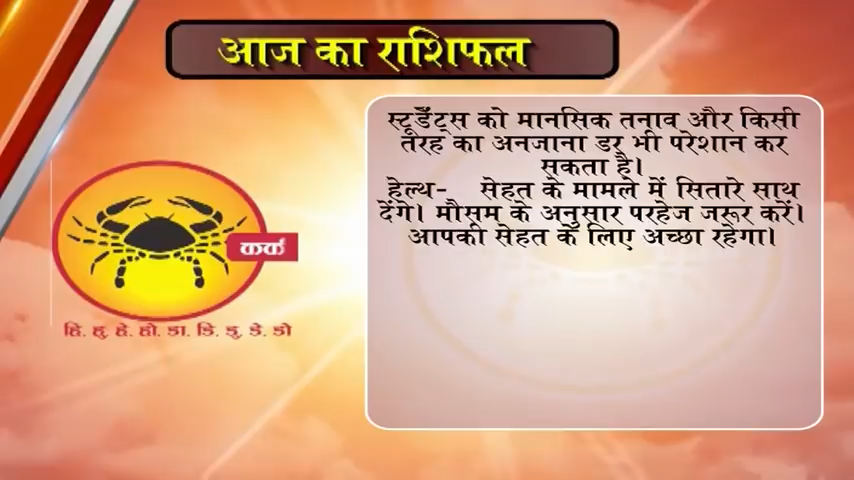 आज का राशिफल
स्टूडेँट्स को मानसिक तनाव और किसी
तरह का अनजाना डर भी परेशान कर
सकता है।
हेल्थ- सेहत के मामले में सितारे साथ
देंगे। मौसम के अनुसार परहेज जरूर करें।
आपकी सेहत के लिए अच्छा रहेगा।
कर्क
हि. हु. हे. हो. डा. डि. डु. डे. डो